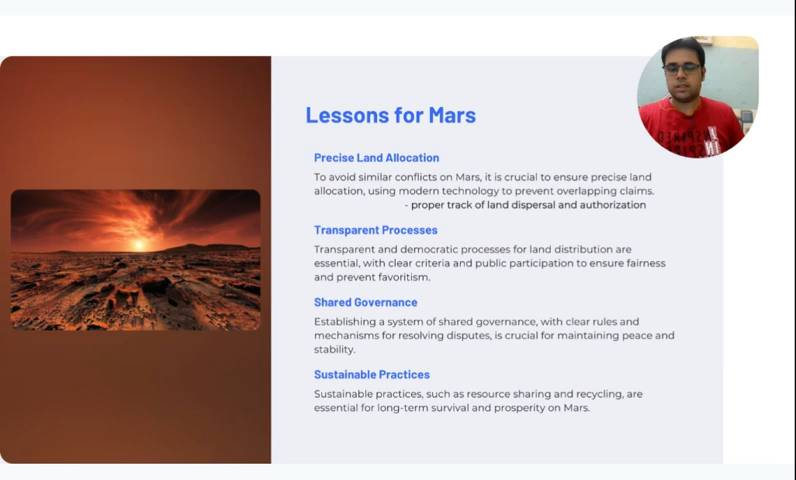 Lessons for Mars
Precise Land Allocation
To avoid similar conflicts on Mars, it is crucial to ensure precise land
allocation, using modern technology to prevent overlapping claims.
- proper track of land dispersal and authorization
Transparent Processes
Transparent and democratic processes for land distribution are
essential, with clear criteria and public participation to ensure fairness
and prevent favoritism.
Shared Governance
Establishing a system of shared governance, with clear rules and
mechanisms for resolving disputes, is crucial for maintaining peace and
stability.
Sustainable Practices
Sustainable practices, such as resource sharing and recycling, are
essential for long-term survival and prosperity on Mars.